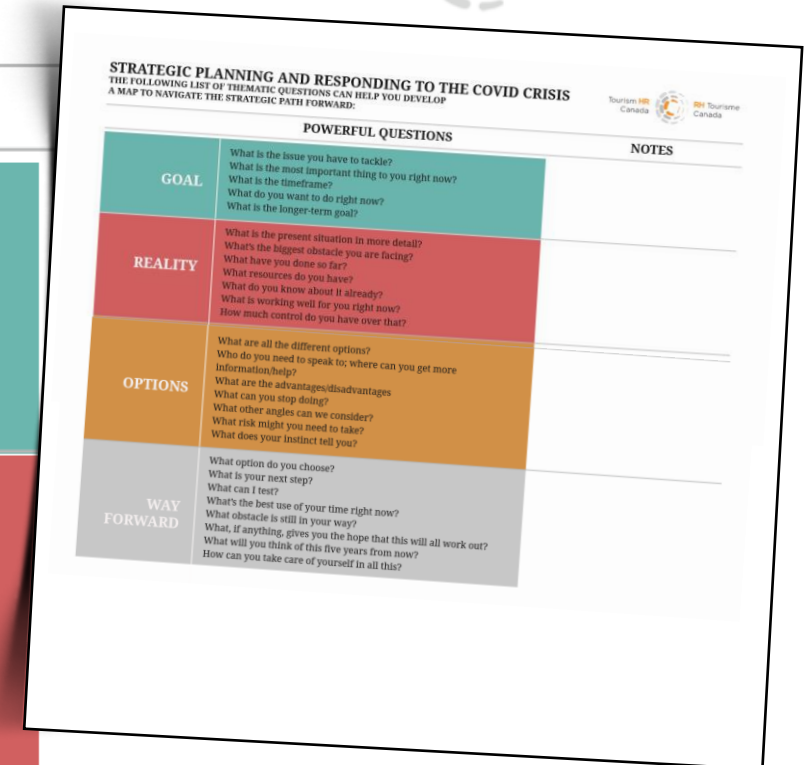 STRATEGIC PLANNING AND RESPONDING TO THE COVID CRISIS
THE FOLLOWING LIST OF THEMATIC QUESTIONS CAN HELP YOU DEVELOP
A MAP TO NAVIGATE THE STRATEGIC PATH FORWARD:
Tourism HR
Canada
RH Tourisme
Canada
POWERFUL QUESTIONS
NOTES
GOAL
What is the issue you have to tackle?
What is the most important thing to you right now?
What is the timeframe?
What do you want to do right now?
What is the longer-term goal?
REALITY
What is the present situation in more detail?
What's the biggest obstacle you are facing?
What have you done so far?
What resources do you have?
What do you know about it already?
What is working well for you right now?
How much control do you have over that?
OPTIONS
What are all the different options?
Who do you need to speak to; where can you get more
information/help?
What are the advantages/disadvantages
What can you stop doing?
What other angles can we consider?
What risk might you need to take?
What does your instinct tell you?
WAY
FORWARD
What option do you choose?
What is your next step?
What can I test?
What's the best use of your time right now?
What obstacle is still in your way?
What, if anything, gives you the hope that this will all work out?
What will you think of this five years from now?
How can you take care of yourself in all this?